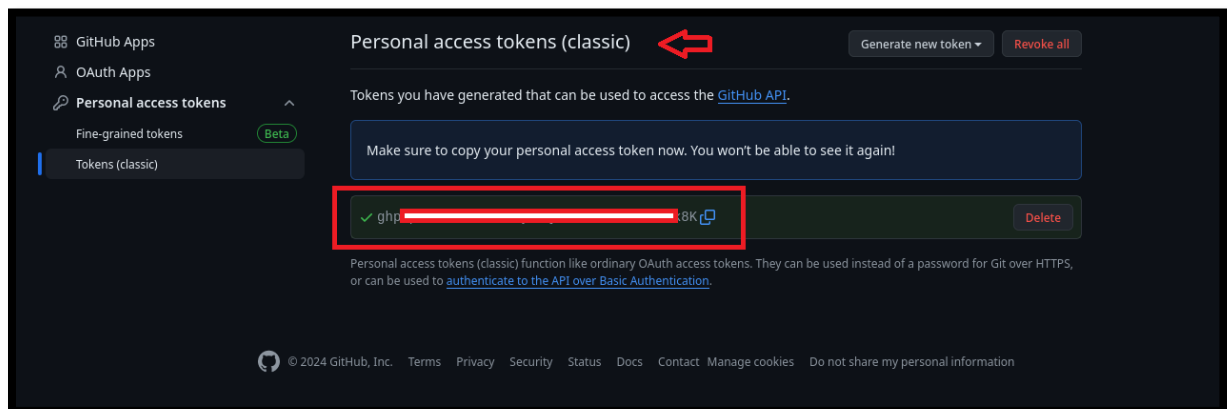 GitHub Apps
OAuth Apps
Personal access tokens
Fine-grained tokens Beta
Tokens (classic)
Personal access tokens (classic)
Generate new token
Revoke all
Tokens you have generated that can be used to access the GitHub API.
Make sure to copy your personal access token now. You won’t be able to see it again!
ghp
8K
Delete
Personal access tokens (classic) function like ordinary OAuth access tokens. They can be used instead of a password for Git over HTTPS,
or can be used to authenticate to the API over Basic Authentication.
© 2024 GitHub, Inc. Terms Privacy Security Status Docs Contact Manage cookies Do not share my personal information